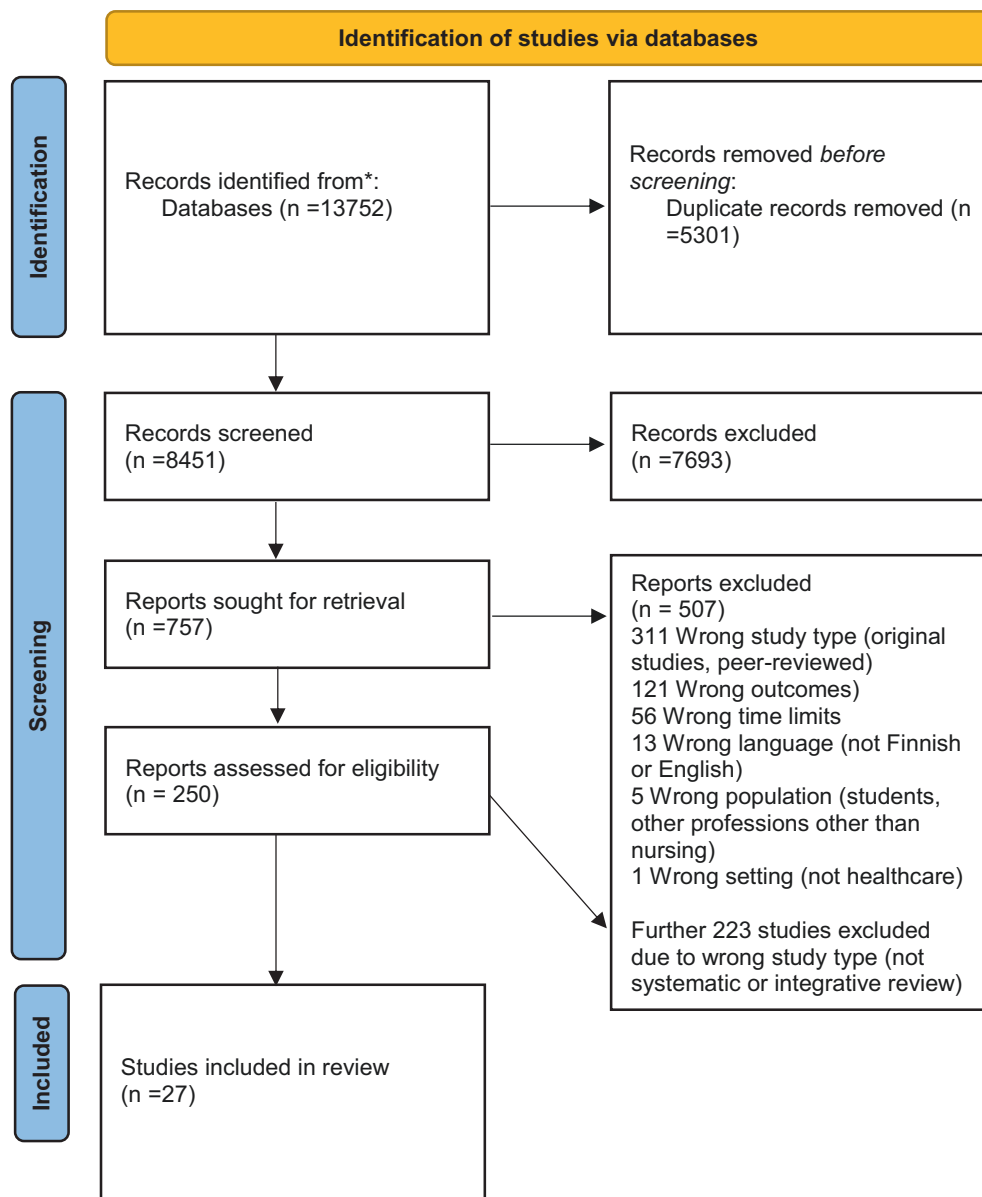 Identification of studies via databases
Identification
Records identified from*:
Databases (n =13752)
Records removed before
screening:
Duplicate records removed (n
=5301)
Screening
Records screened
(n =8451)
Records excluded
(n =7693)
Reports sought for retrieval
(n =757)
Reports excluded
(n = 507)
311 Wrong study type (original
studies, peer-reviewed)
121 Wrong outcomes)
56 Wrong time limits
13 Wrong language (not Finnish
or English)
5 Wrong population (students,
other professions other than
nursing)
1 Wrong setting (not healthcare)
Further 223 studies excluded
due to wrong study type (not
systematic or integrative review)
Reports assessed for eligibility
(n = 250)
Included
Studies included in review
(n =27)